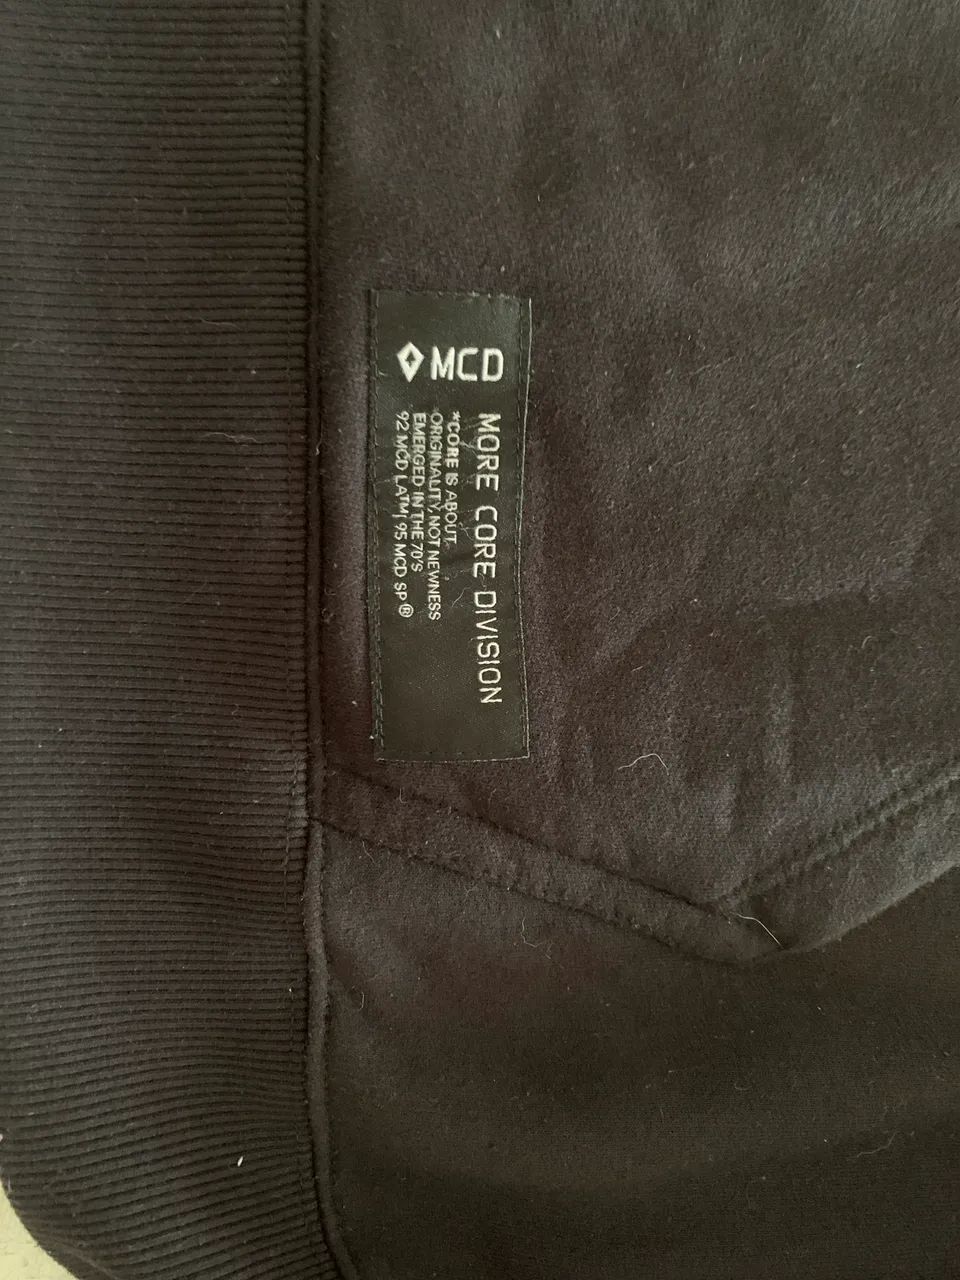 MCD
MORE CORE DIVISION
*CORE IS ABOUT
ORIGINALITY, NOT NEWNESS
EMERGED IN THE 70'S
92 MCD LA™| 95 MCD SP ®